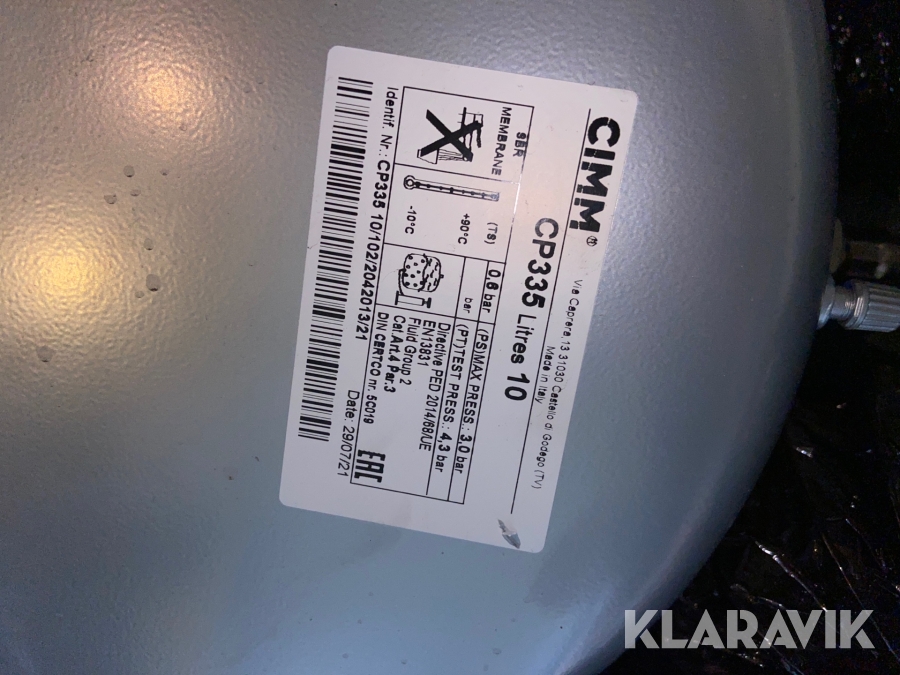 CIMM®
Via Caprera, 13 31030 Castello di Godego (TV)
Made in Italy
CP335 Litres 10
SBR
MEMBRANE
(TS)
+90°C
-10°C
0,6 bar
bar
(PS)MAX PRESS.: 3,0 bar
(PT)TEST PRESS.: 4,3 bar
Directive PED 2014/68/UE
EN13831
Fluid Group 2
Cat.Art.4 Par.3
DIN CERTCO nr. 5C019
Identif. Nr.: CP335 10/102/2042013/21
Date: 29/07/21
EAC
KLARAVIK